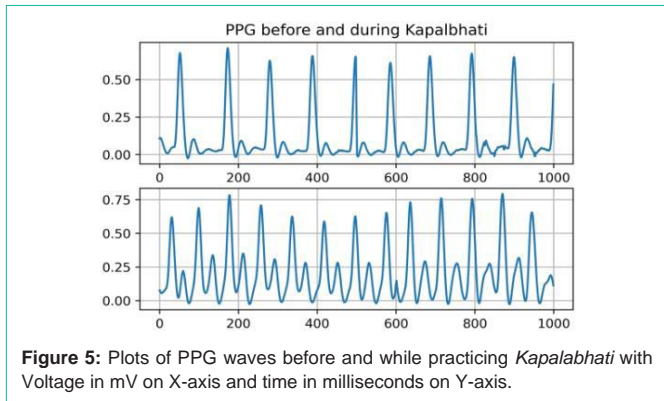 PPG before and during Kapalbhati
0.50
0.25
0.00
0 200 400 600 800 1000
0.75
0.50
0.25
0.00
0 200 400 600 800 1000
Figure 5: Plots of PPG waves before and while practicing Kapalabhati with
Voltage in mV on X-axis and time in milliseconds on Y-axis.